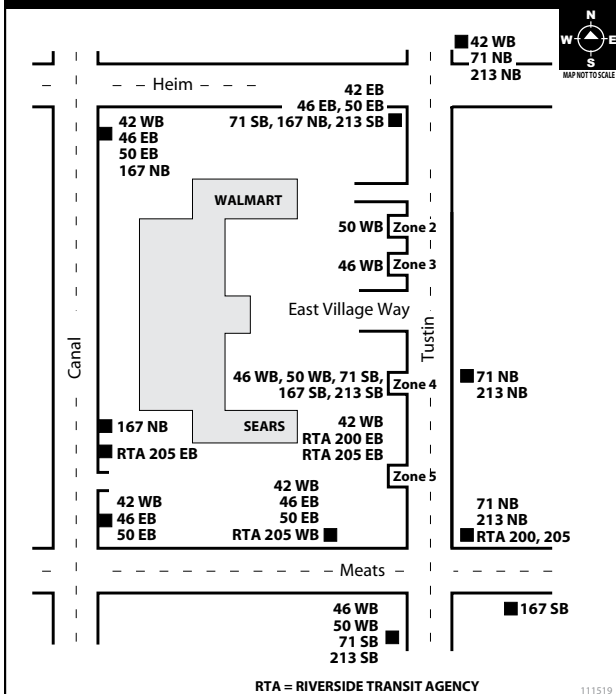 N
W E
S
MAP NOT TO SCALE
42 WB
71 NB
213 NB
Heim
42 EB
46 EB, 50 EB
71 SB, 167 NB, 213 SB
42 WB
46 EB
50 EB
167 NB
WALMART
50 WB
Zone 2
46 WB
Zone 3
East Village Way
Tustin
Canal
46 WB, 50 WB, 71 SB,
167 SB, 213 SB
Zone 4
71 NB
213 NB
167 NB
SEARS
42 WB
RTA 200 EB
RTA 205 EB
RTA 205 EB
Zone 5
42 WB
46 EB
50 EB
42 WB
46 EB
50 EB
RTA 205 WB
71 NB
213 NB
RTA 200, 205
Meats
46 WB
50 WB
71 SB
213 SB
167 SB
RTA = RIVERSIDE TRANSIT AGENCY
111519